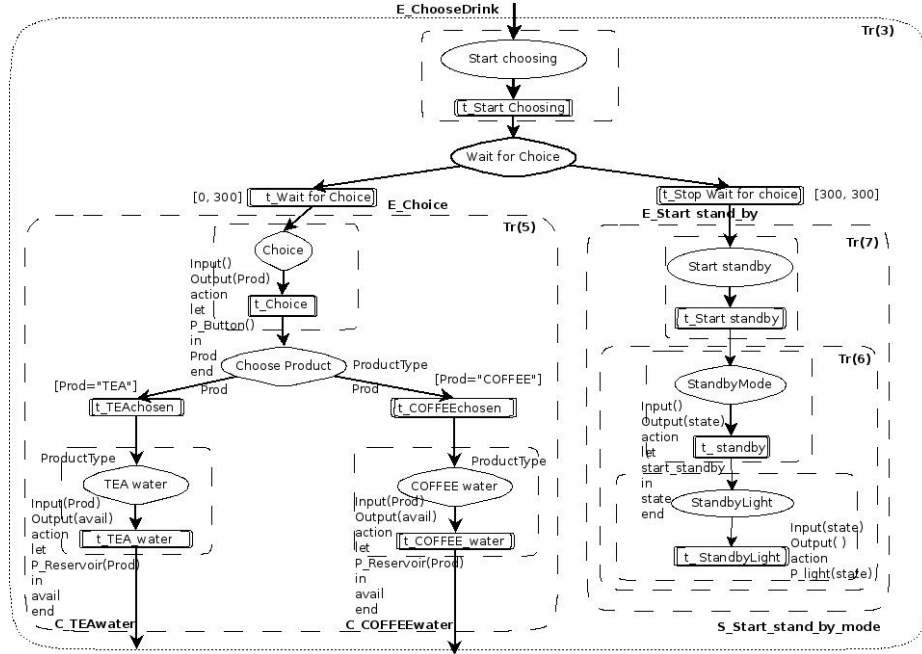 E_ChooseDrink
Tr(3)
Start choosing
t_Start Choosing
Wait for Choice
[0, 300]
t_Wait for Choice
t_Stop Wait for choice
[300, 300]
E_Choice
E_Start stand_by
Tr(5)
Tr(7)
Choice
Input()
Output(Prod)
action
let
P_Button()
in
Prod
end
t_Choice
Start standby
t_Start standby
Choose Product
ProductType
Prod
Prod
Tr(6)
[Prod="TEA"]
[Prod="COFFEE"]
t_TEAchosen
t_COFFEEchosen
StandbyMode
Input()
Output(state)
action
let
start_standby
in
state
end
t_ standby
ProductType
TEA water
Input(Prod)
Output(avail)
action
let
P_Reservoir(Prod)
in
avail
end
t_TEA_water
ProductType
COFFEE water
Input(Prod)
Output(avail)
action
let
P_Reservoir(Prod)
in
avail
end
t_COFFEE_water
StandbyLight
Input(state)
Output( )
action
P_light(state)
t_ StandbyLight
C_TEAwater
C_COFFEEwater
S_Start_stand_by_mode